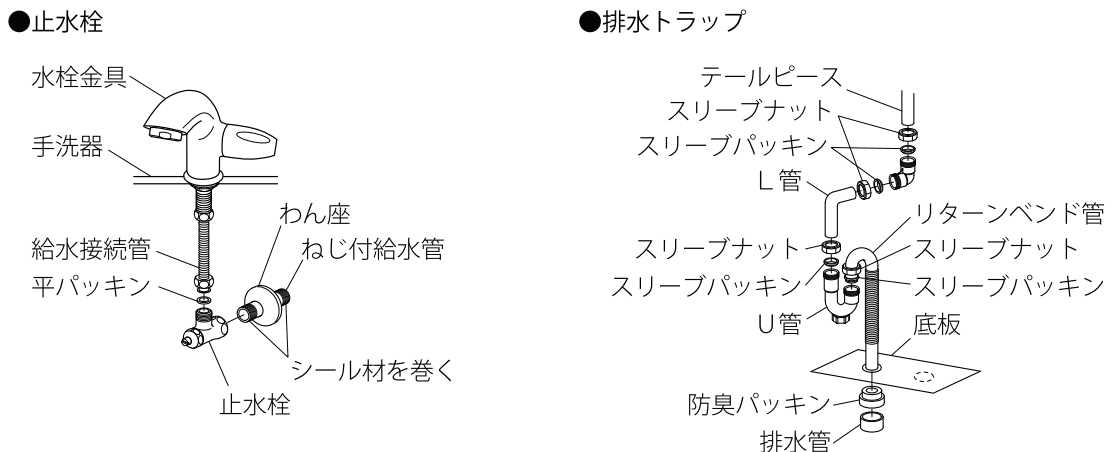 ●止水栓
水栓金具
手洗器
わん座
ねじ付給水管
給水接続管
平パッキン
シール材を巻く
止水栓
●排水トラップ
テールピース
スリーブナット
スリーブパッキン
L管
リターンベンド管
スリーブナット
スリーブナット
スリーブパッキン
スリーブパッキン
U管
底板
防臭パッキン
排水管